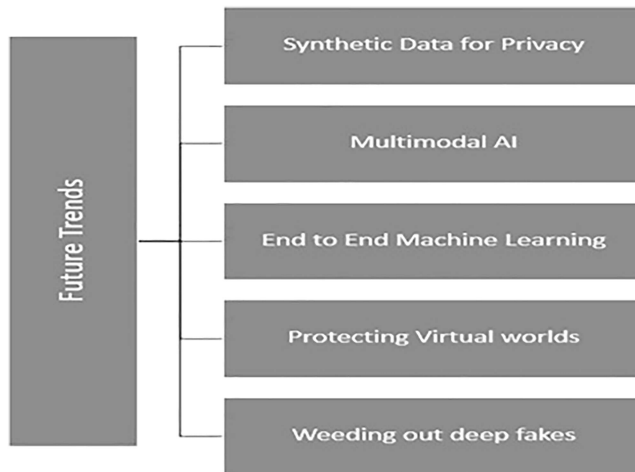 Future Trends
Synthetic Data for Privacy
Multimodal AI
End to End Machine Learning
Protecting Virtual worlds
Weeding out deep fakes